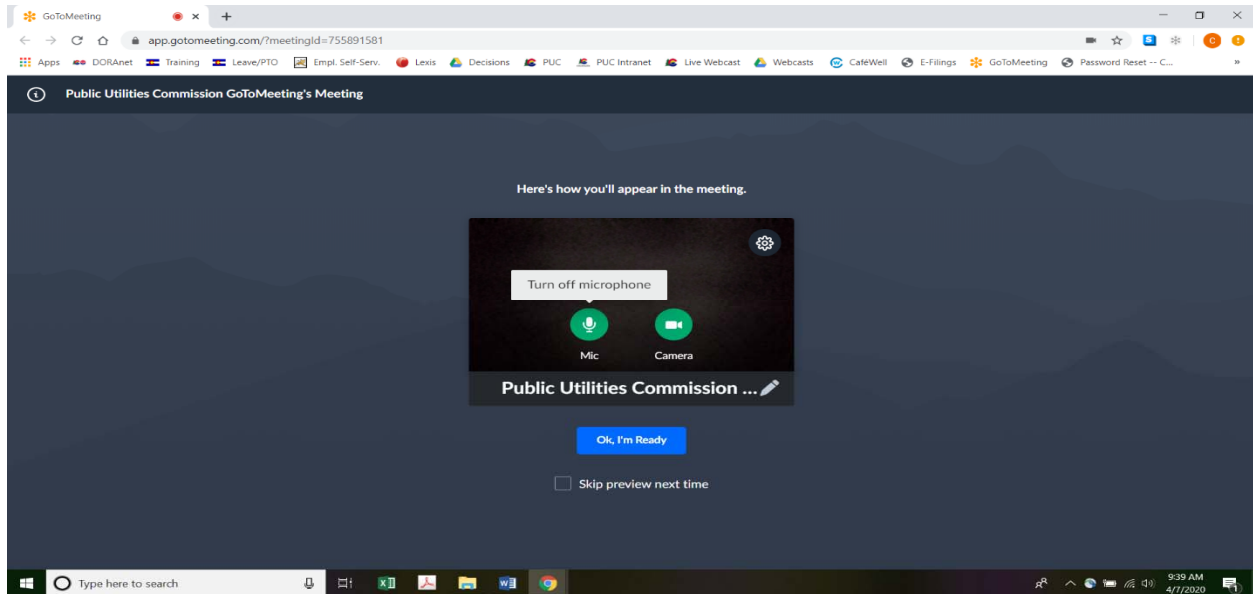 GoToMeeting
app.gotomeeting.com/?meetingId=755891581
Apps DORAnet Training Leave/PTO Empl. Self-Serv. Lexis Decisions PUC PUC Intranet Live Webcast Webcasts CaféWell E-Filings GoToMeeting Password Reset -- C... »
Public Utilities Commission GoToMeeting's Meeting
Here's how you'll appear in the meeting.
Turn off microphone
Mic Camera
Public Utilities Commission ...
Ok, I'm Ready
Skip preview next time
Type here to search
9:39 AM
4/7/2020